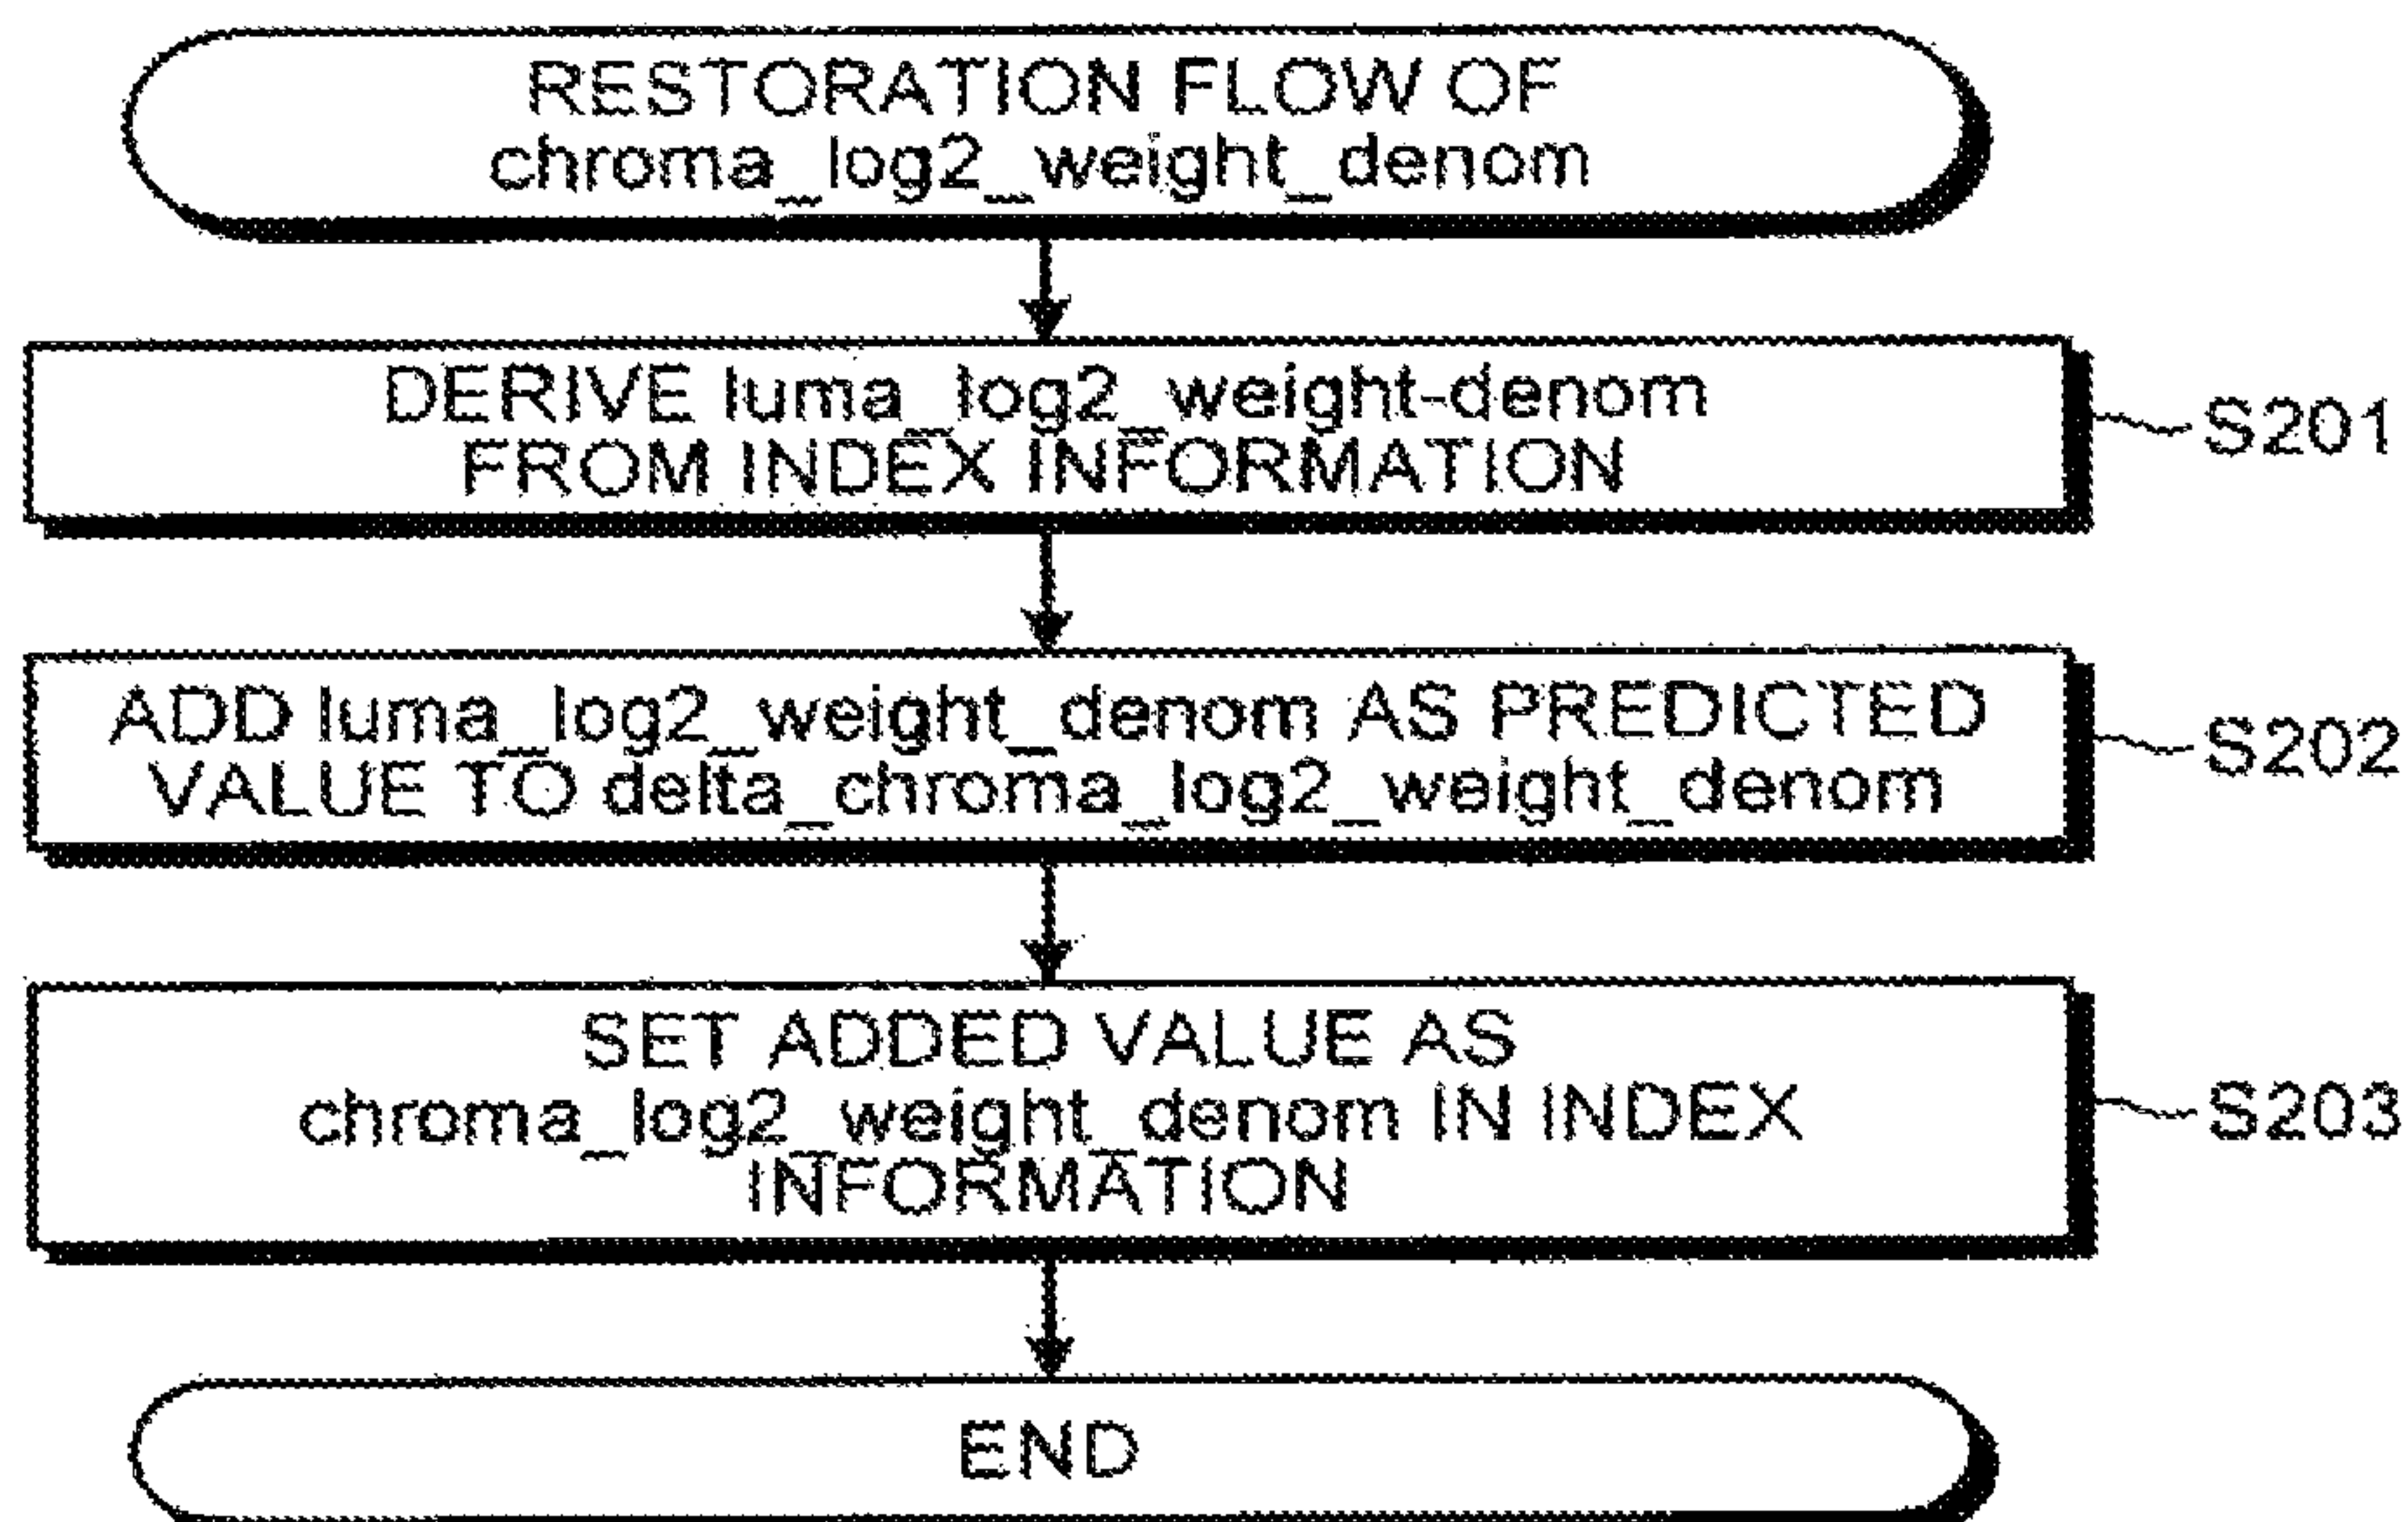 RESTORATION FLOW OF
chroma_log2_weight_denom
DERIVE luma_log2_weight-denom
FROM INDEX INFORMATION
S201
ADD luma_log2_weight_denom AS PREDICTED
VALUE TO delta_chroma_log2_weight_denom
S202
SET ADDED VALUE AS
chroma_log2_weight_denom IN INDEX
INFORMATION
S203
END